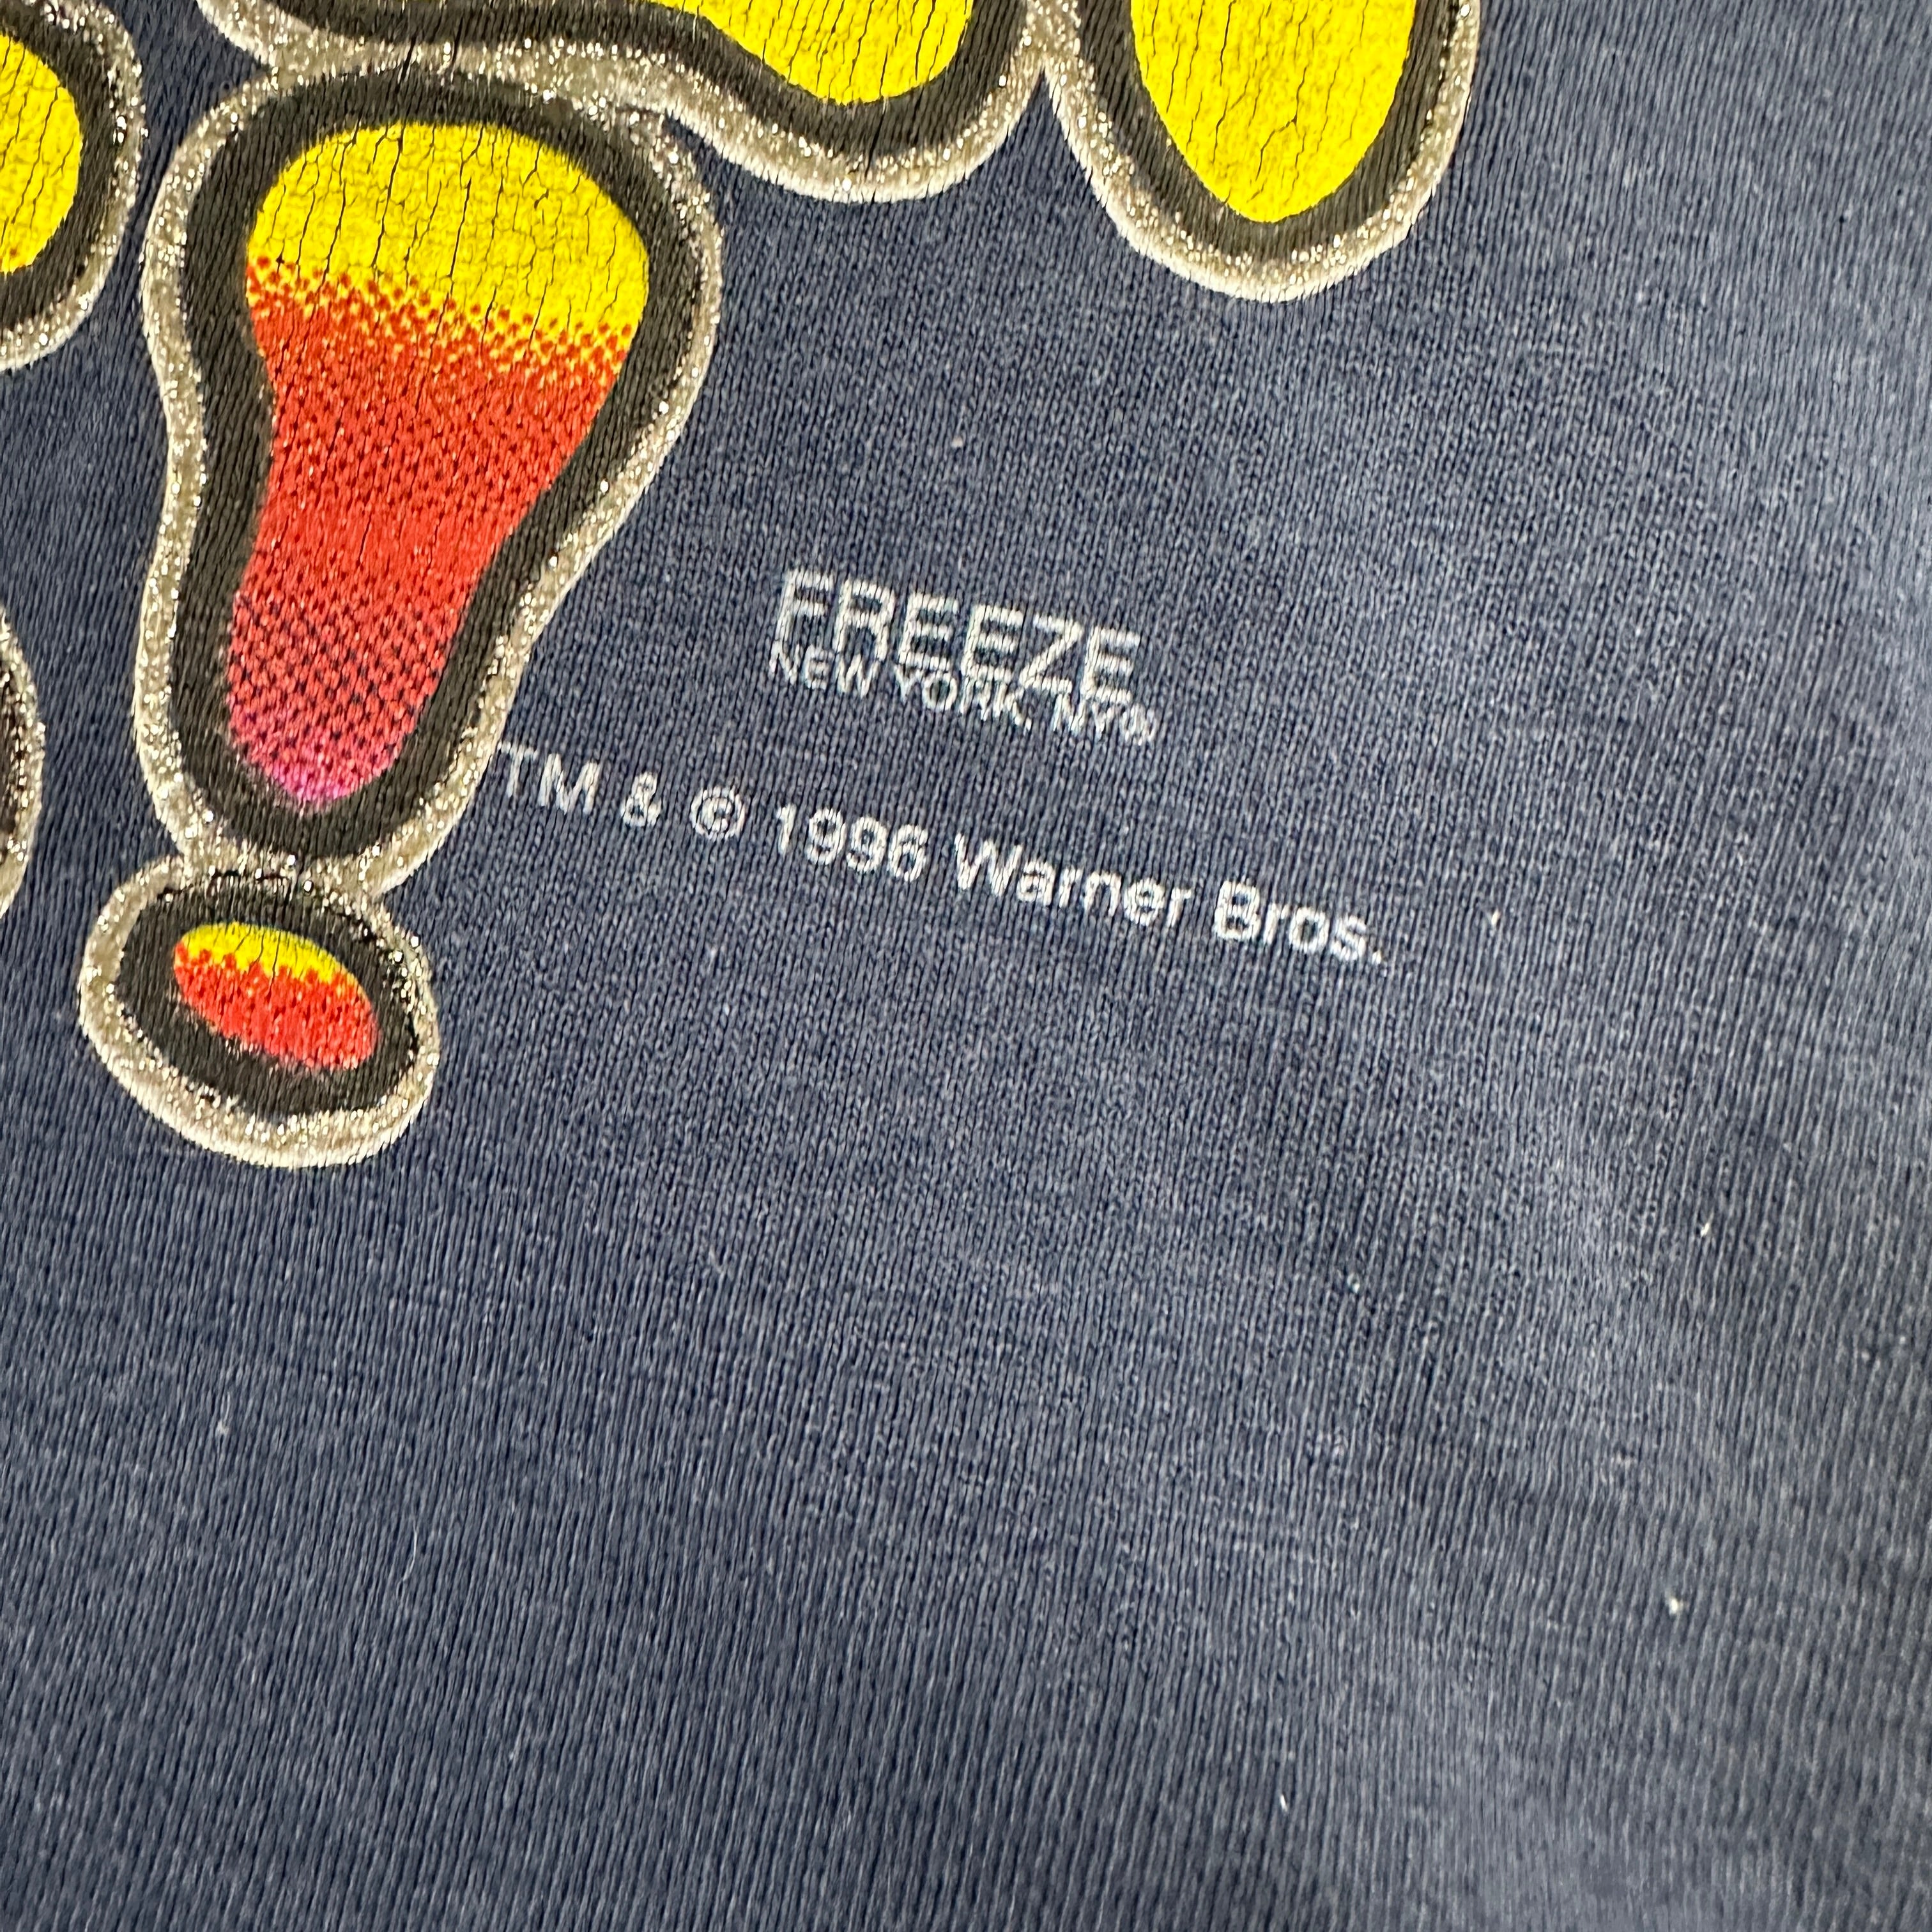 FREEZE
NEW YORK, NY®
TM & © 1996 Warner Bros.